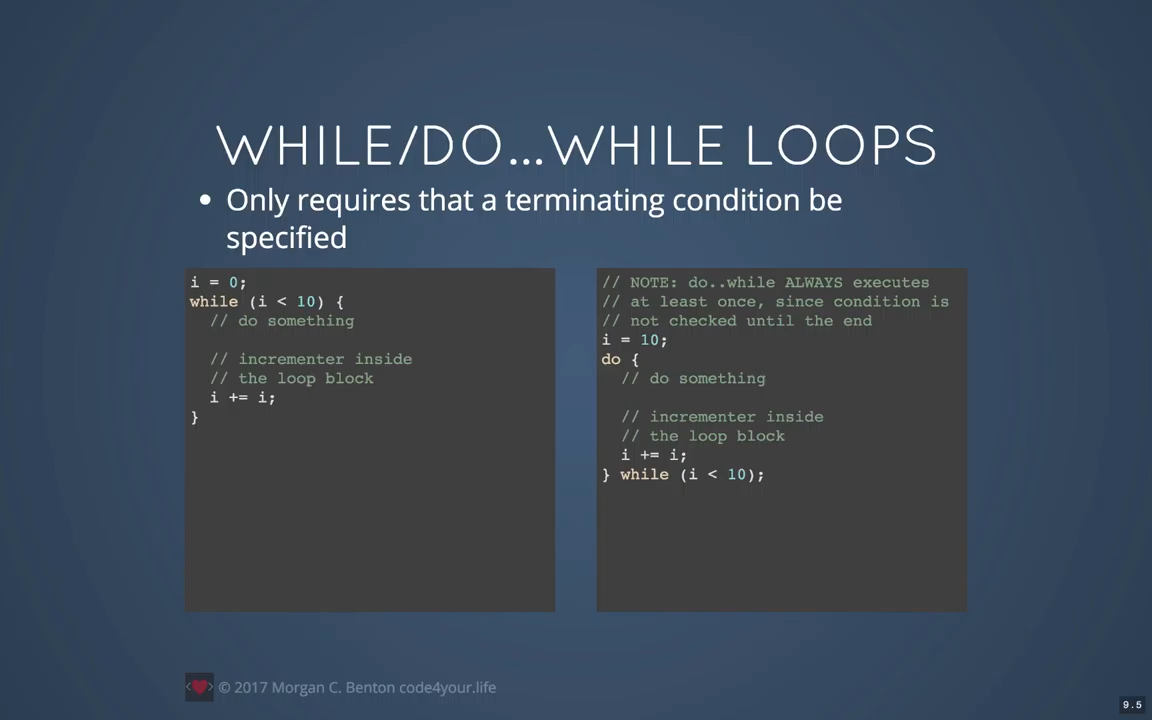 WHILE/DO...WHILE LOOPS
• Only requires that a terminating condition be
specified
i = 0;
while (i < 10) {
  // do something

  // incrementer inside
  // the loop block
  i += i;
}
// NOTE: do..while ALWAYS executes
// at least once, since condition is
// not checked until the end
i = 10;
do {
  // do something

  // incrementer inside
  // the loop block
  i += i;
} while (i < 10);
© 2017 Morgan C. Benton code4your.life
9.5